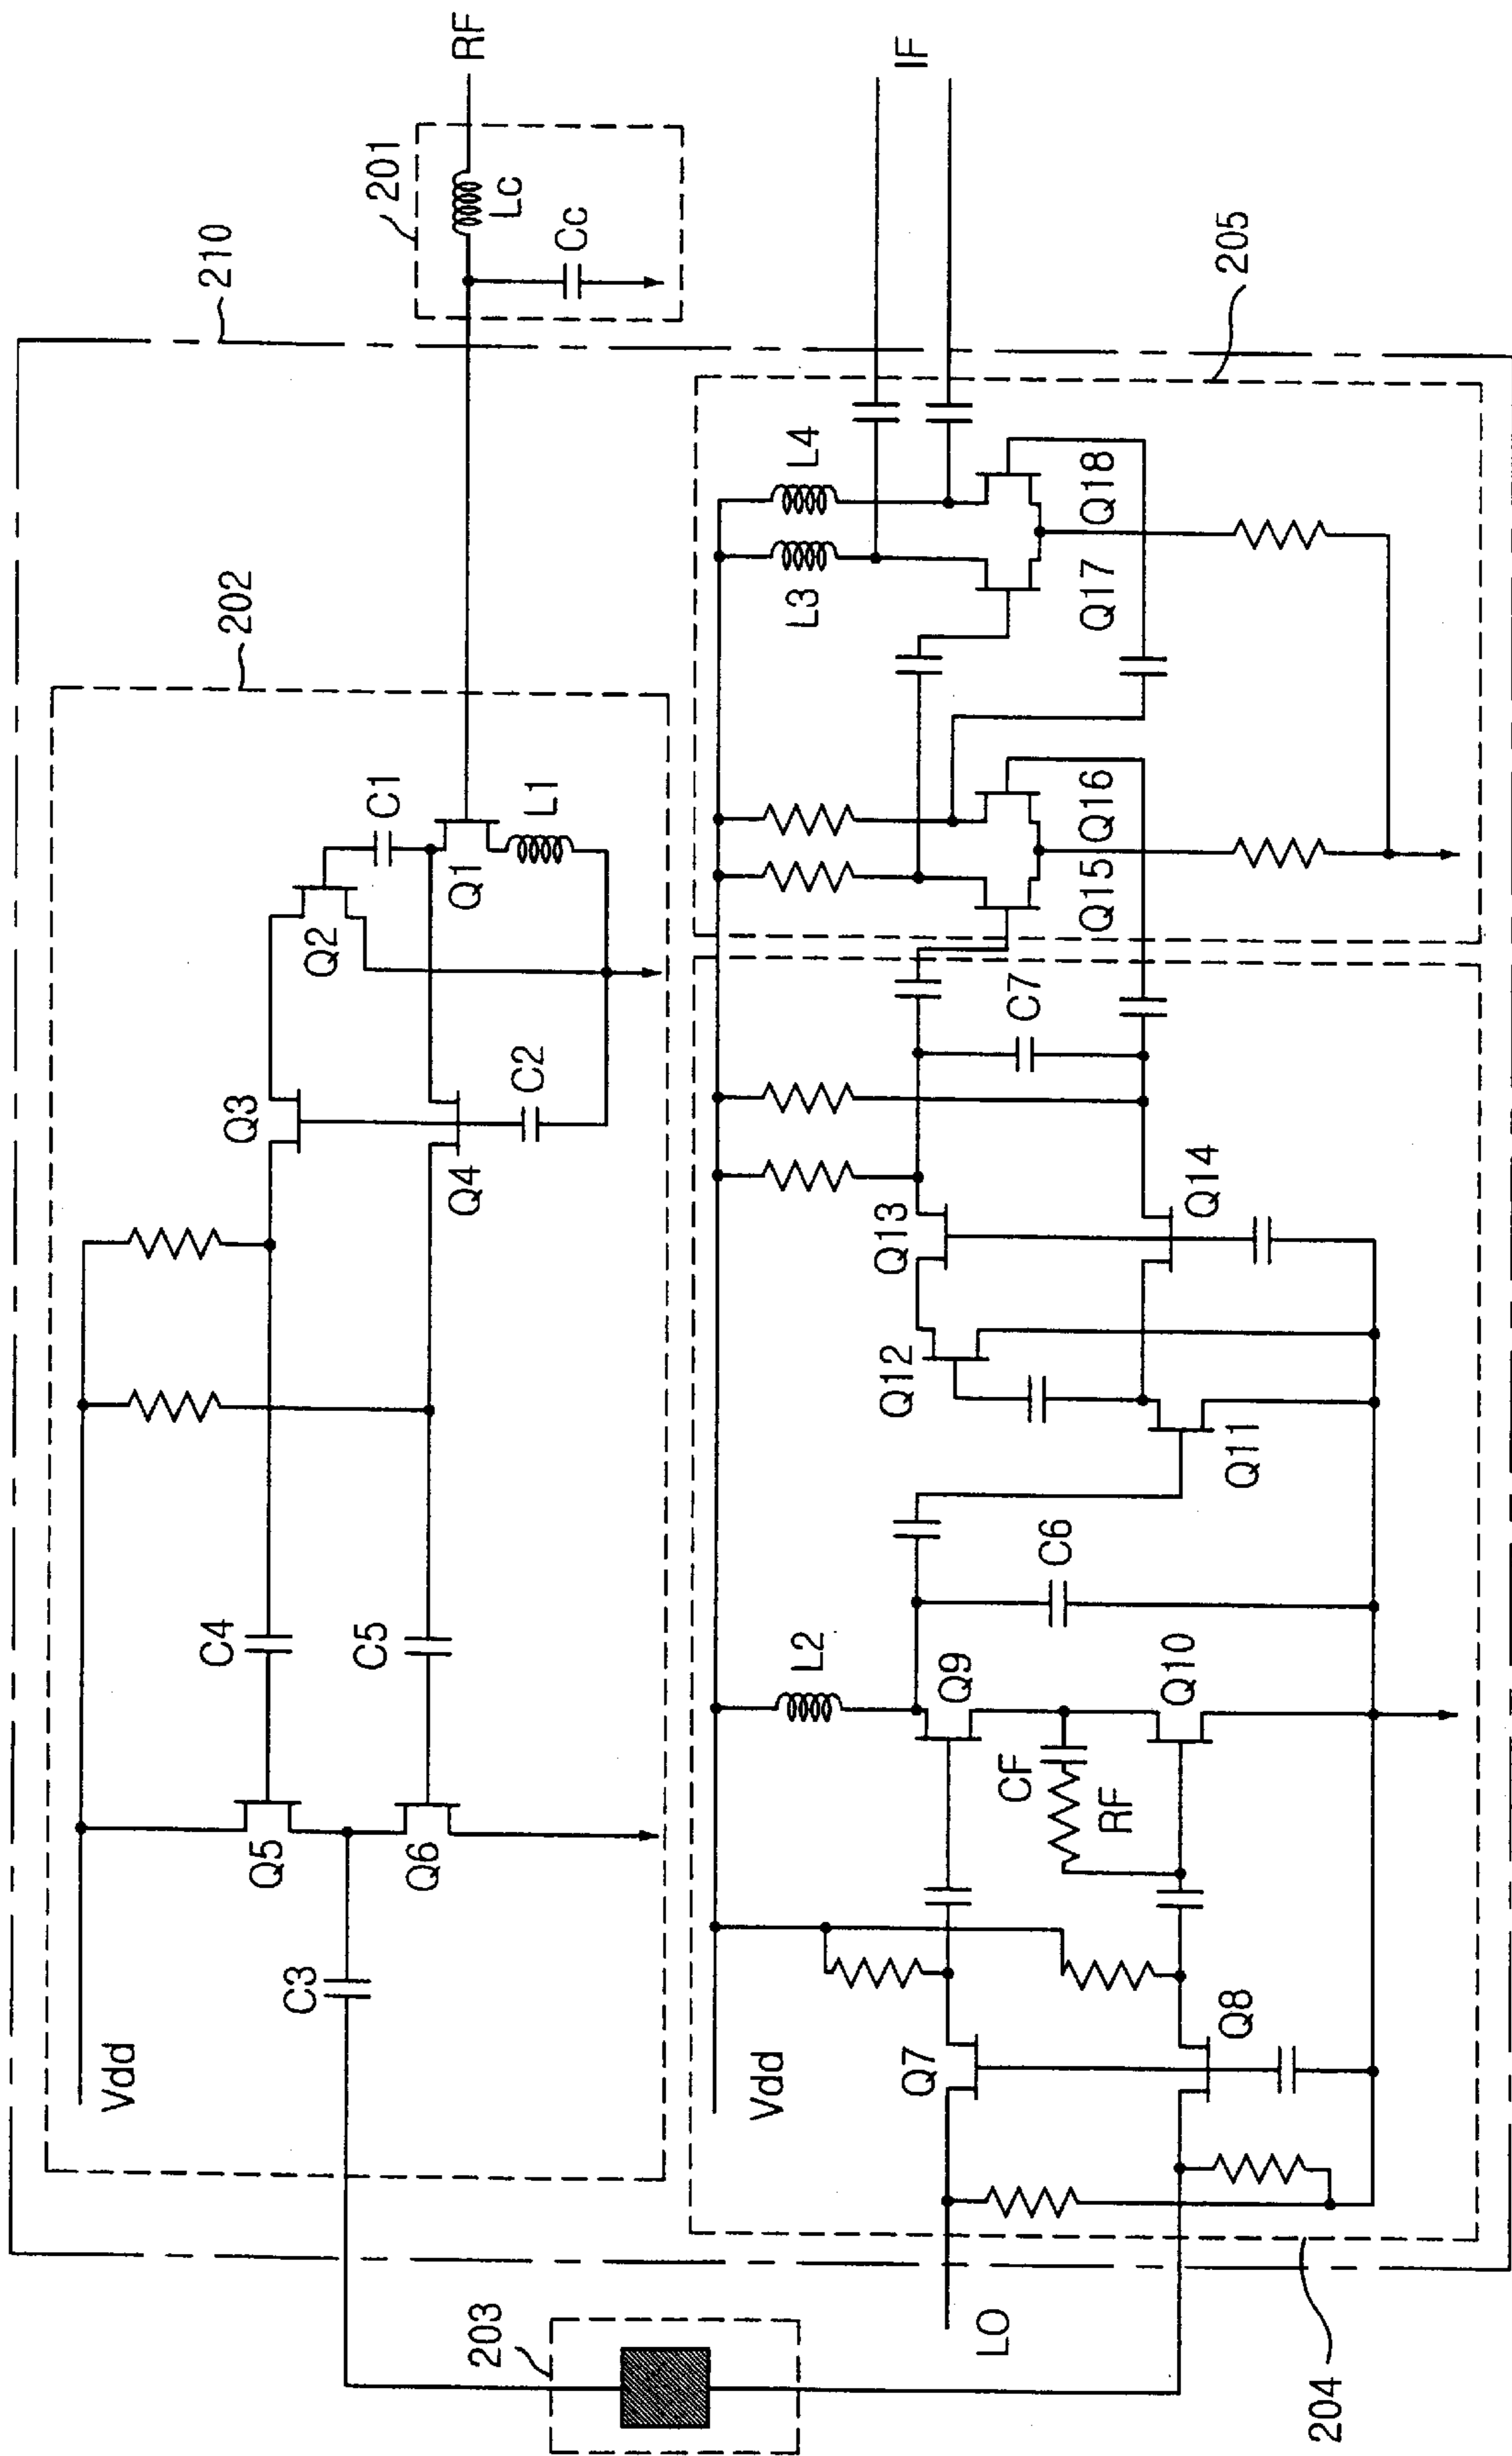 RF
201
Lc
Cc
210
202
C1
Q2
Q1
L1
Q3
C2
Q4
C4
C5
Q5
Q6
C3
Vdd
IF
205
L4
L3
Q18
Q17
Q16
Q15
C7
Q13
Q14
Q12
Q11
C6
L2
Q9
Q10
CF
RF
Q7
Q8
Vdd
LO
203
204